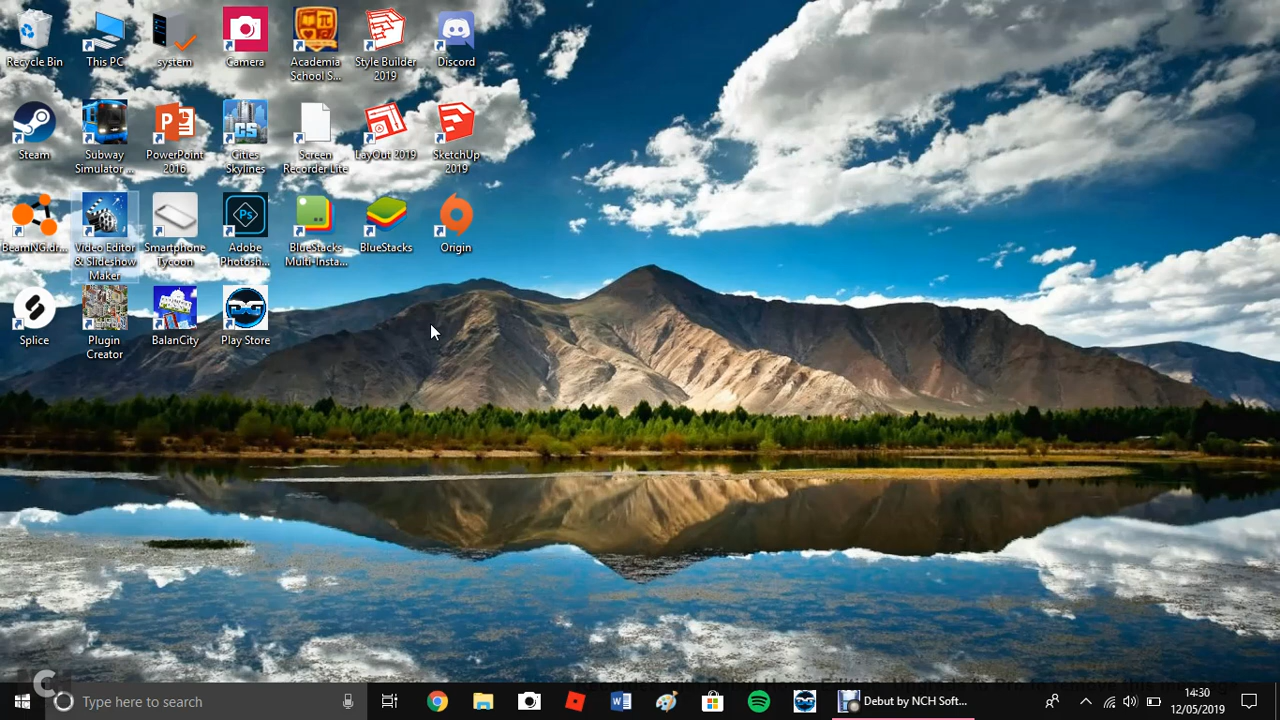 Recycle Bin
This PC
system
Camera
Academia
School S...
Style Builder
2019
Discord
Steam
Subway
Simulator ...
PowerPoint
2016
Cities
Skylines
CS
Screen
Recorder Lite
LayOut 2019
SketchUp
2019
BeamNG.dr...
Video Editor
& Slideshow
Maker
Smartphone
Tycoon
Ps
Adobe
Photosh...
BlueStacks
Multi-Insta...
BlueStacks
Origin
Splice
Plugin
Creator
BalanCity
Play Store
Type here to search
Debut by NCH Soft...
14:30
12/05/2019